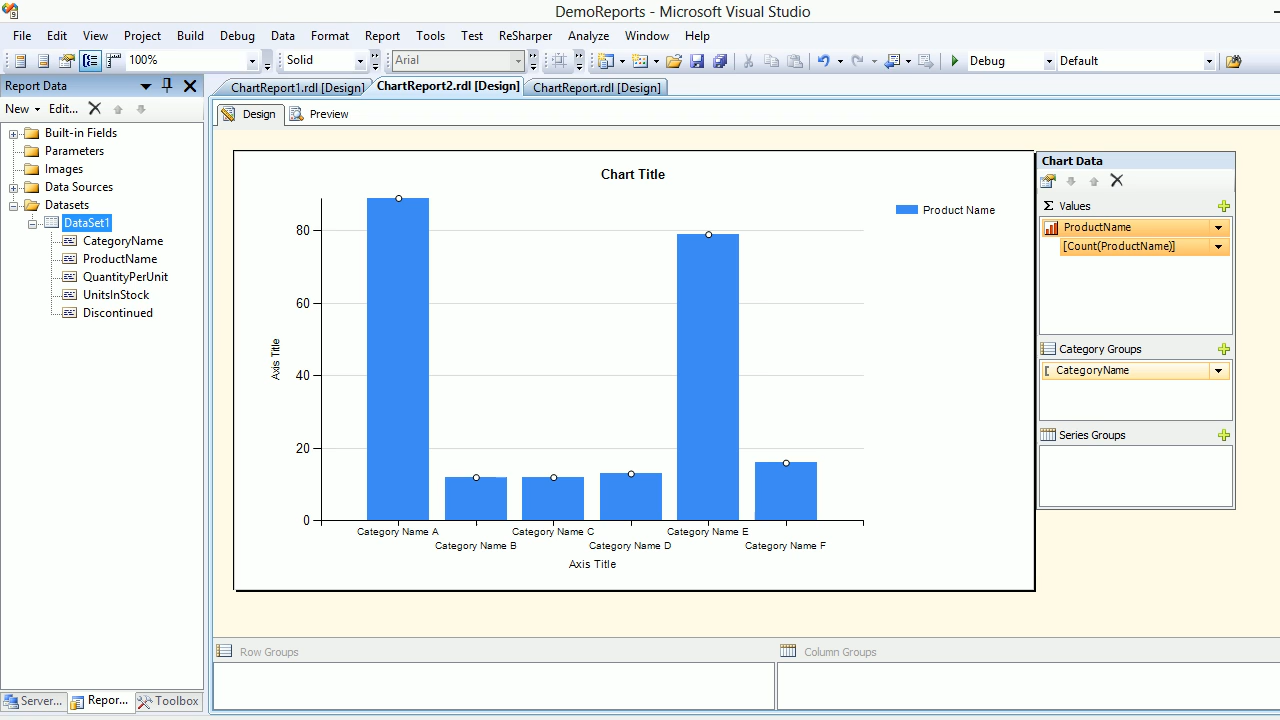 DemoReports - Microsoft Visual Studio
File Edit View Project Build Debug Data Format Report Tools Test ReSharper Analyze Window Help
100% Solid Arial Debug Default
Report Data
ChartReport1.rdl [Design] ChartReport2.rdl [Design] ChartReport.rdl [Design]
New Edit...
Design Preview
Built-in Fields
Parameters
Images
Data Sources
Datasets
DataSet1
CategoryName
ProductName
QuantityPerUnit
UnitsInStock
Discontinued
Chart Title
Product Name
80
60
40
20
0
Axis Title
Category Name A Category Name C Category Name E
Category Name B Category Name D Category Name F
Axis Title
Chart Data
Σ Values
ProductName
[Count(ProductName)]
Category Groups
CategoryName
Series Groups
Row Groups Column Groups
Server... Repor... Toolbox